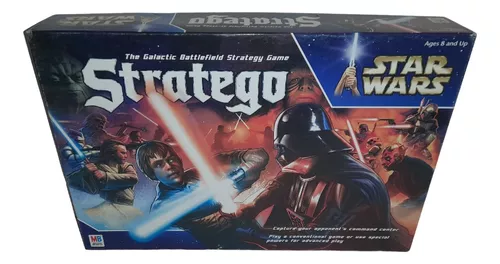 The Galactic Battlefield Strategy Game
Stratego
Ages 8 and Up
STAR
WARS
Capture your opponent's command center
Play a conventional game or use special
powers for advanced play
MB